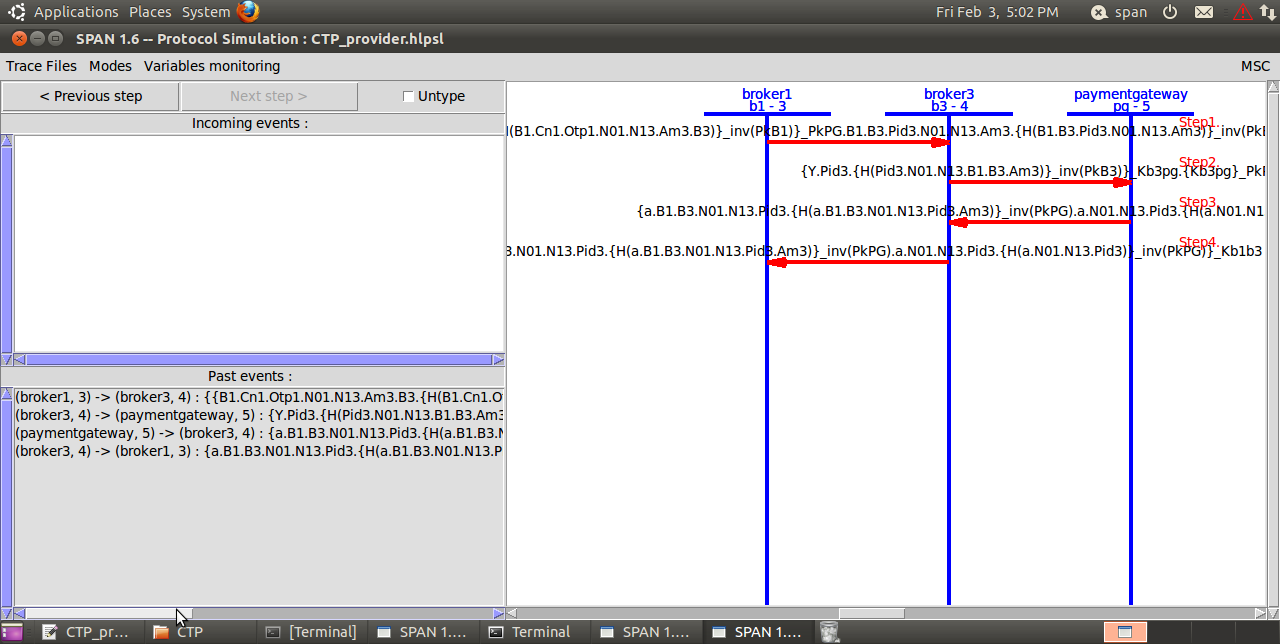 Applications Places System Fri Feb 3, 5:02 PM span
SPAN 1.6 -- Protocol Simulation : CTP_provider.hlpsl
Trace Files Modes Variables monitoring MSC
< Previous step Next step > Untype
Incoming events :
Past events :
(broker1, 3) -> (broker3, 4) : {{B1.Cn1.Otp1.N01.N13.Am3.B3.{H(B1.Cn1.O
(broker3, 4) -> (paymentgateway, 5) : {Y.Pid3.{H(Pid3.N01.N13.B1.B3.Am3
(paymentgateway, 5) -> (broker3, 4) : {a.B1.B3.N01.N13.Pid3.{H(a.B1.B3.N
(broker3, 4) -> (broker1, 3) : {a.B1.B3.N01.N13.Pid3.{H(a.B1.B3.N01.N13.P
broker1 broker3 paymentgateway
b1 - 3 b3 - 4 pg - 5
Step1.
H(B1.Cn1.Otp1.N01.N13.Am3.B3)}_inv(PkB1)}_PkPG.B1.B3.Pid3.N01.N13.Am3.{H(B1.B3.Pid3.N01.N13.Am3)}_inv(PkB
Step2.
{Y.Pid3.{H(Pid3.N01.N13.B1.B3.Am3)}_inv(PkB3)}_Kb3pg.{Kb3pg}_PkP
Step3.
{a.B1.B3.N01.N13.Pid3.{H(a.B1.B3.N01.N13.Pid3.Am3)}_inv(PkPG).a.N01.N13.Pid3.{H(a.N01.N1
Step4.
3.N01.N13.Pid3.{H(a.B1.B3.N01.N13.Pid3.Am3)}_inv(PkPG).a.N01.N13.Pid3.{H(a.N01.Pid3)}_inv(PkPG)}_Kb1b3
CTP_pr... CTP [Terminal] SPAN 1.... Terminal SPAN 1.... SPAN 1....